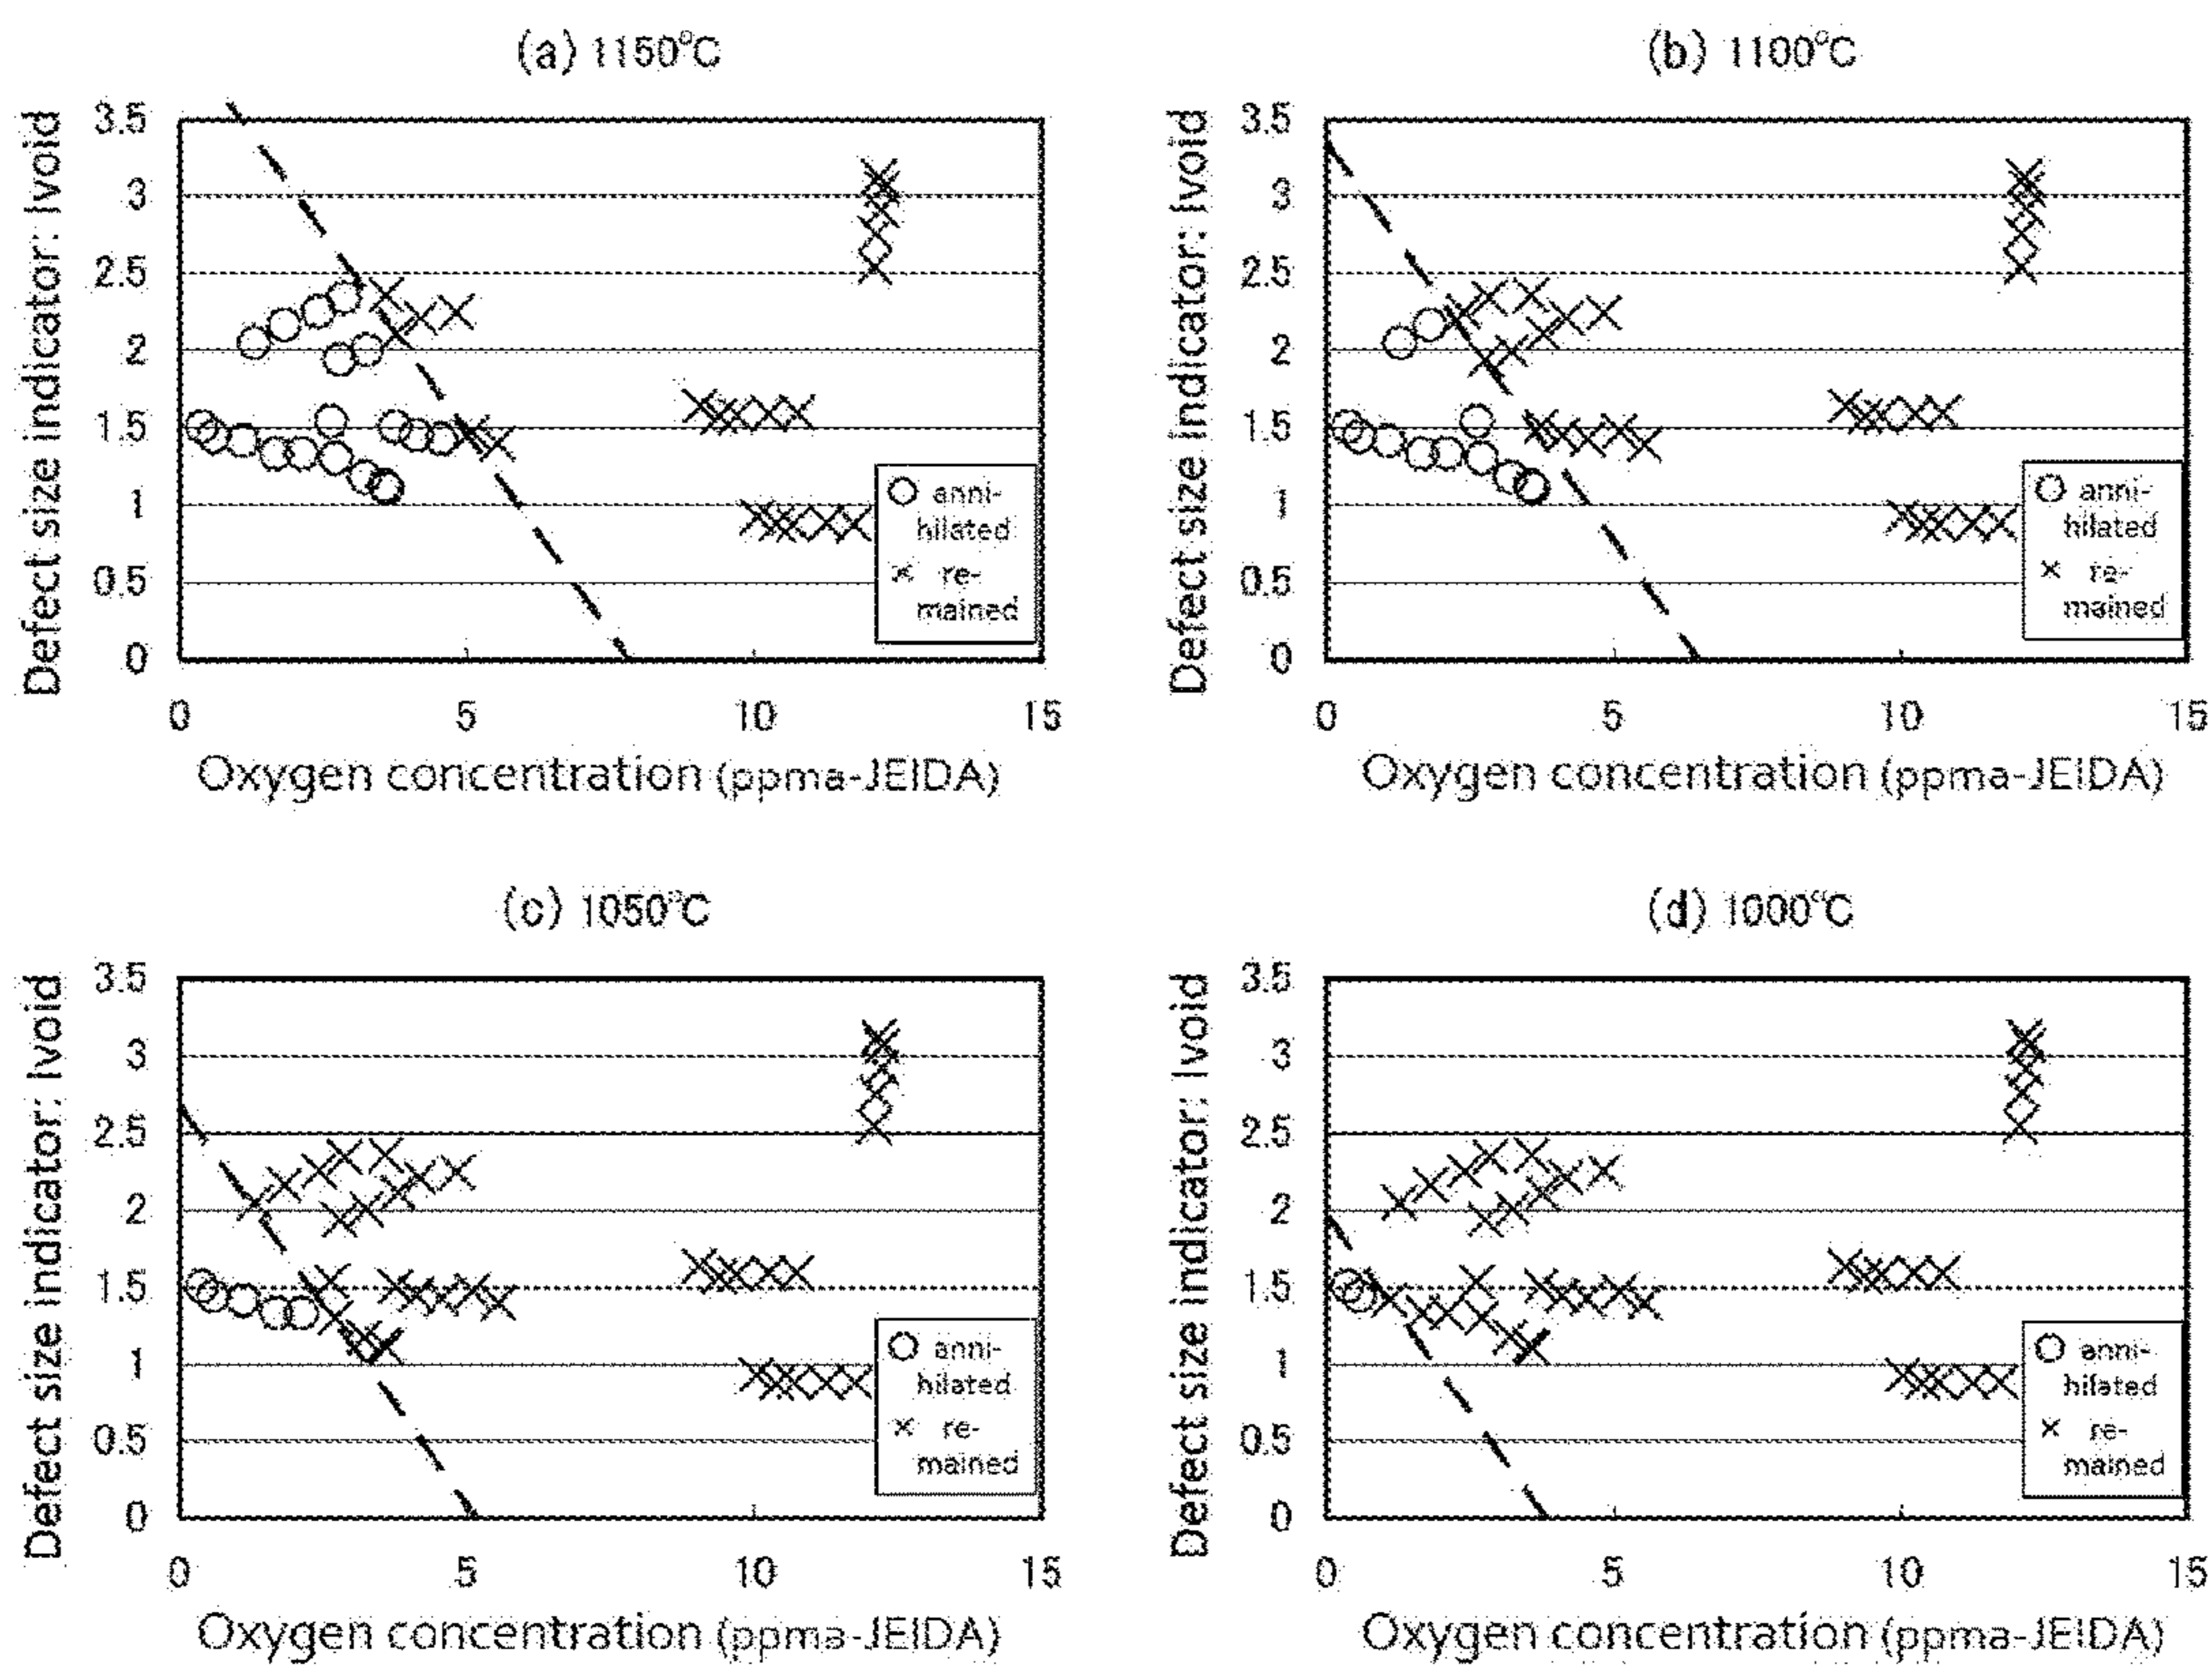 (a) 1150°C
Defect size indicator: Ivoid
3.5
3
2.5
2
1.5
1
0.5
0
0 5 10 15
Oxygen concentration (ppma-JEIDA)
anni-
hilated
re-
mained
(b) 1100°C
Defect size indicator: Ivoid
3.5
3
2.5
2
1.5
1
0.5
0
0 5 10 15
Oxygen concentration (ppma-JEIDA)
anni-
hilated
re-
mained
(c) 1050°C
Defect size indicator: Ivoid
3.5
3
2.5
2
1.5
1
0.5
0
0 5 10 15
Oxygen concentration (ppma-JEIDA)
anni-
hilated
re-
mained
(d) 1000°C
Defect size indicator: Ivoid
3.5
3
2.5
2
1.5
1
0.5
0
0 5 10 15
Oxygen concentration (ppma-JEIDA)
anni-
hilated
re-
mained